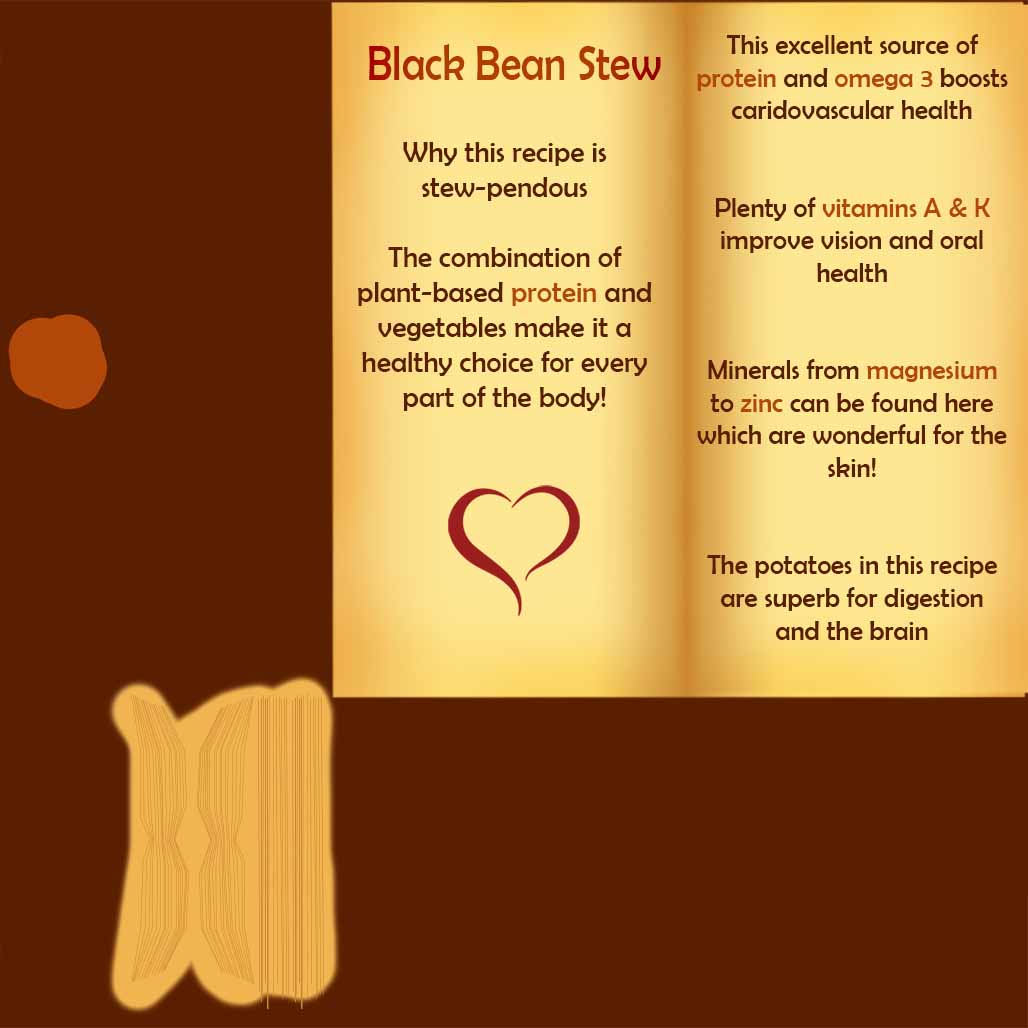 Black Bean Stew
Why this recipe is
stew-pendous
The combination of
plant-based protein and
vegetables make it a
healthy choice for every
part of the body!
This excellent source of
protein and omega 3 boosts
caridovascular health
Plenty of vitamins A & K
improve vision and oral
health
Minerals from magnesium
to zinc can be found here
which are wonderful for the
skin!
The potatoes in this recipe
are superb for digestion
and the brain